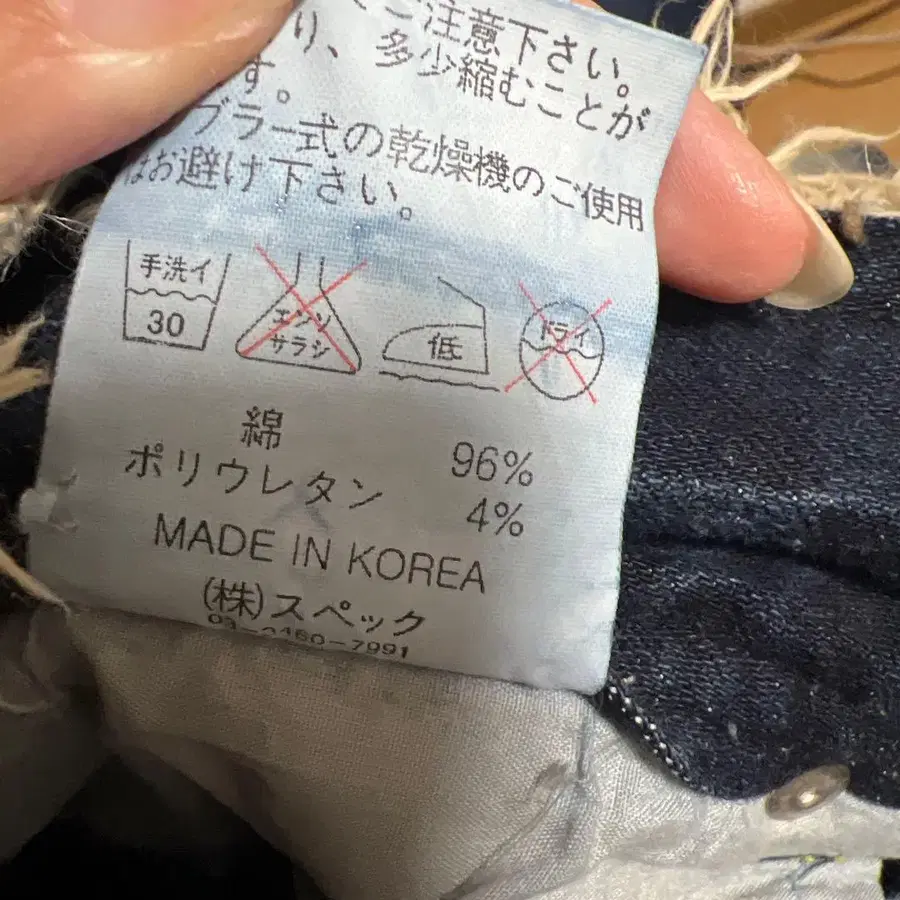 ご注意下さい。
り、多少縮むことが
す。
ブラー式の乾燥機のご使用
はお避け下さい。
手洗イ
30
エンソ
サラシ
低
ドライ
綿 96%
ポリウレタン 4%
MADE IN KOREA
(株)スペック